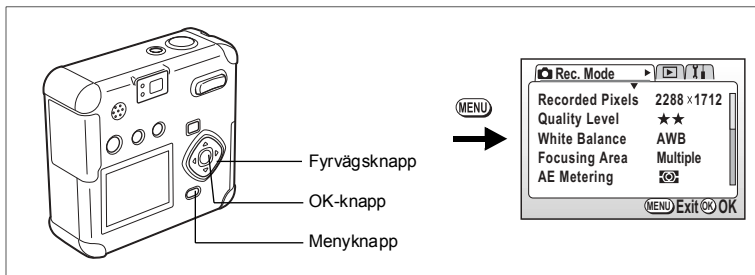 Fyrvägsknapp
OK-knapp
Menyknapp
MENU
Rec. Mode
Recorded Pixels 2288×1712
Quality Level ★★
White Balance AWB
Focusing Area Multiple
AE Metering
MENU Exit OK OK